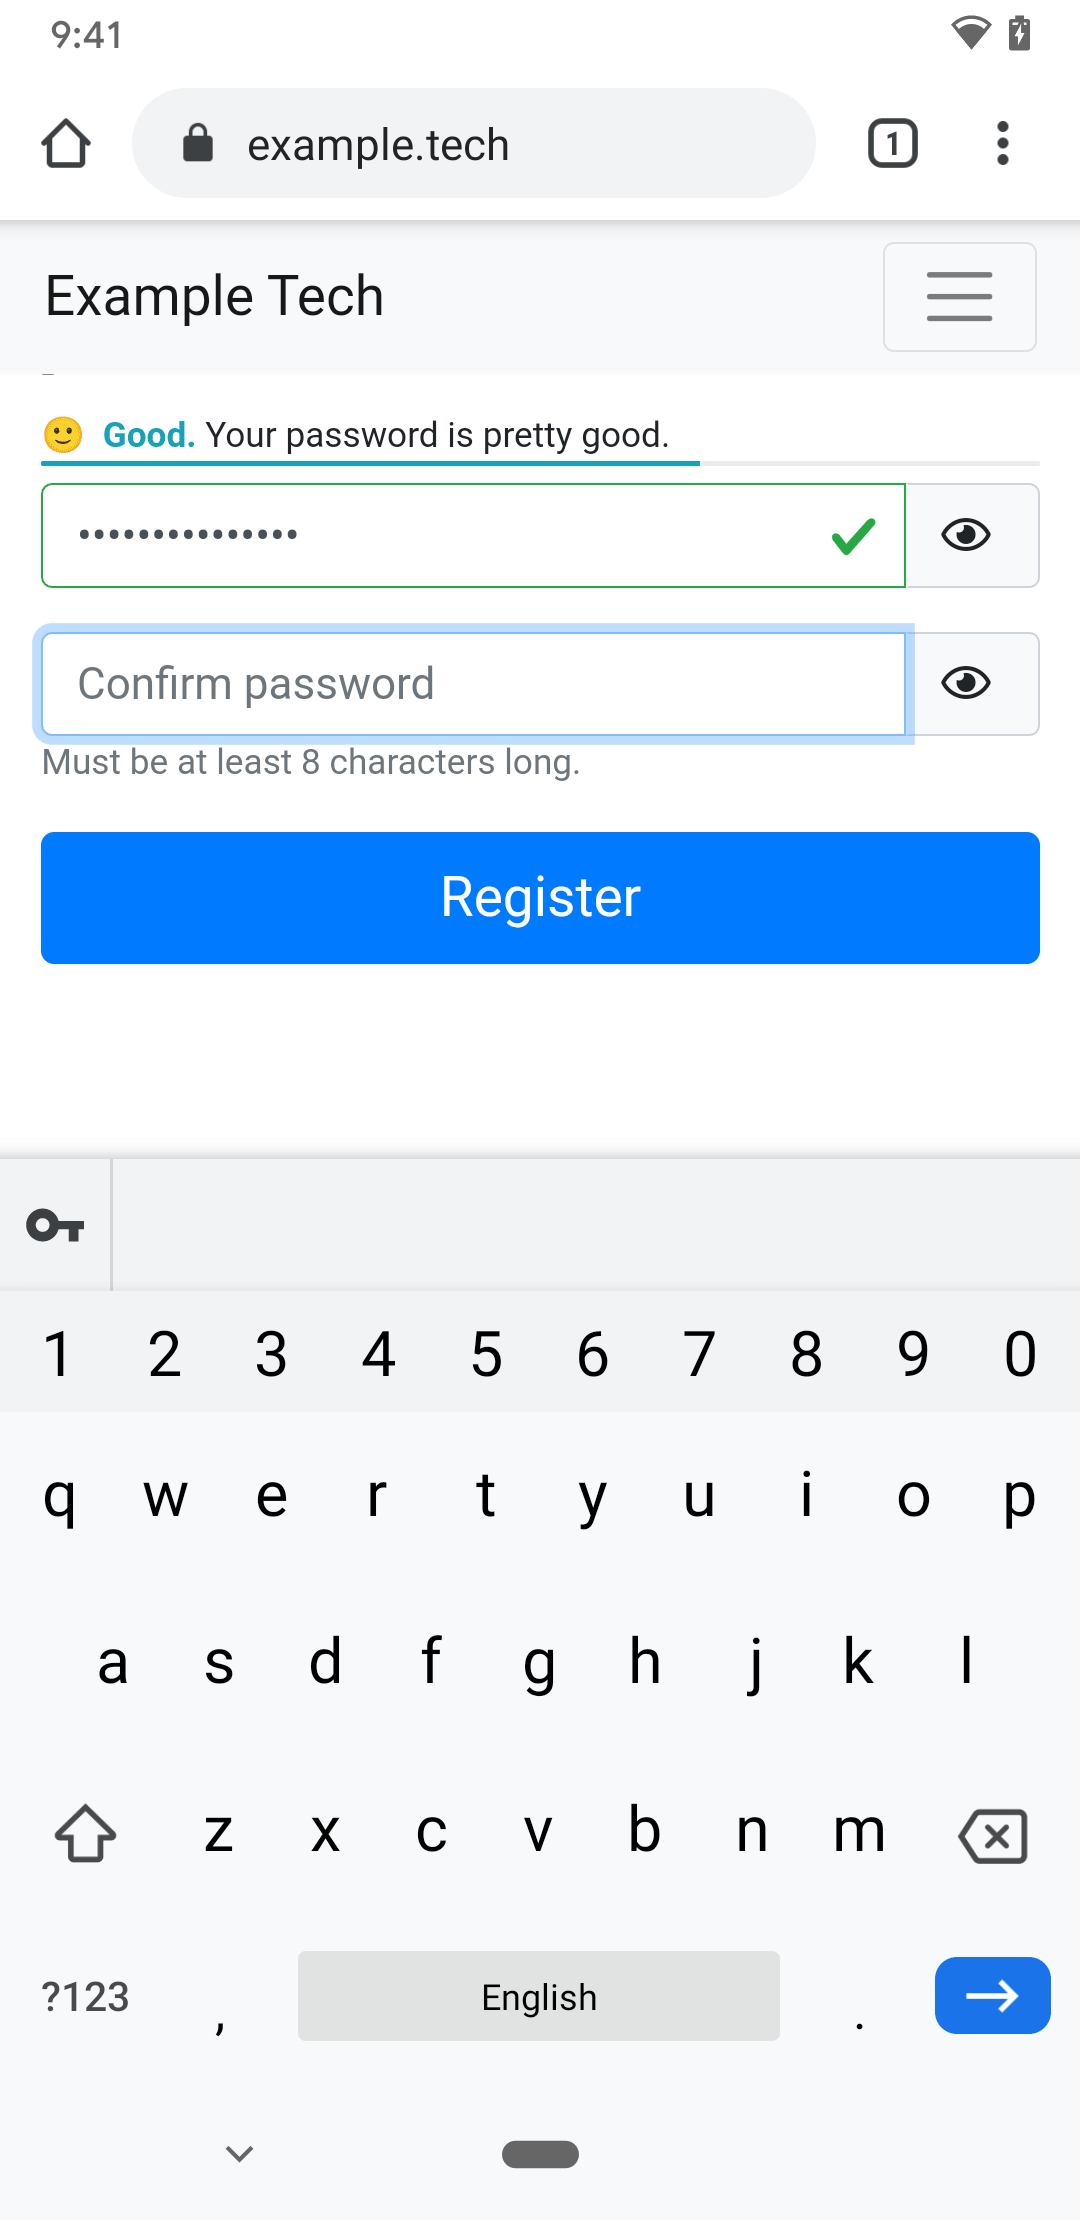 9:41
example.tech
1
Example Tech
Good. Your password is pretty good.
•••••••••••••••
Confirm password
Must be at least 8 characters long.
Register
1 2 3 4 5 6 7 8 9 0
q w e r t y u i o p
a s d f g h j k l
z x c v b n m
?123 , English .